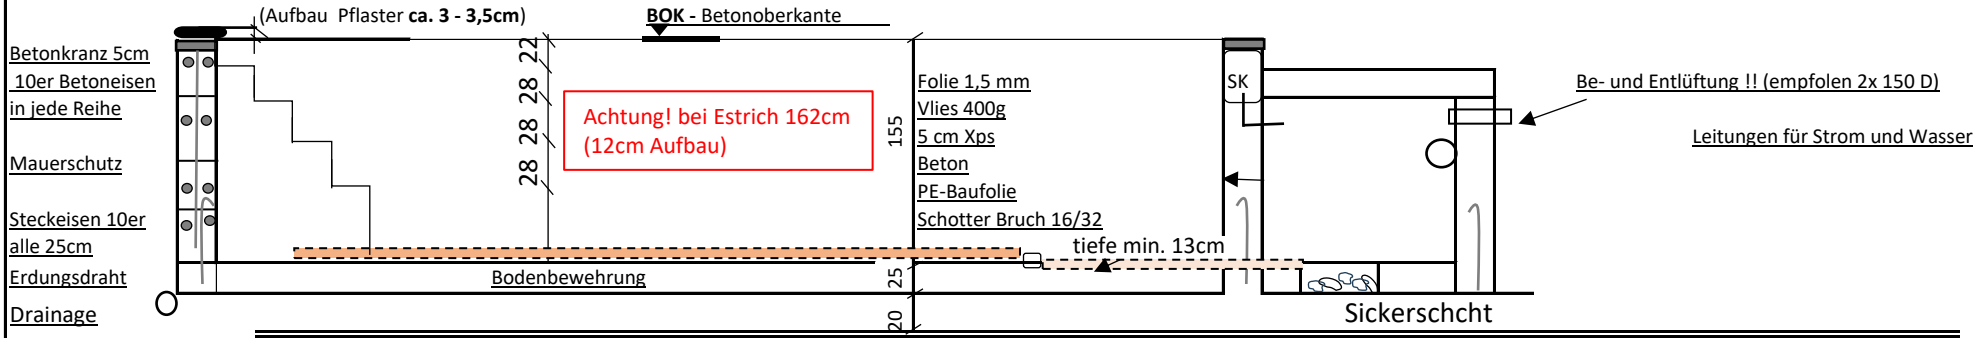 (Aufbau Pflaster ca. 3 - 3,5cm)
BOK - Betonoberkante
Betonkranz 5cm
10er Betoneisen
in jede Reihe
Mauerschutz
Steckeisen 10er
alle 25cm
Erdungsdraht
Drainage
22
28
28
28
Achtung! bei Estrich 162cm
(12cm Aufbau)
155
Folie 1,5 mm
Vlies 400g
5 cm Xps
Beton
PE-Baufolie
Schotter Bruch 16/32
tiefe min. 13cm
Bodenbewehrung
25
20
SK
Be- und Entlüftung !! (empfolen 2x 150 D)
Leitungen für Strom und Wasser
Sickerschcht